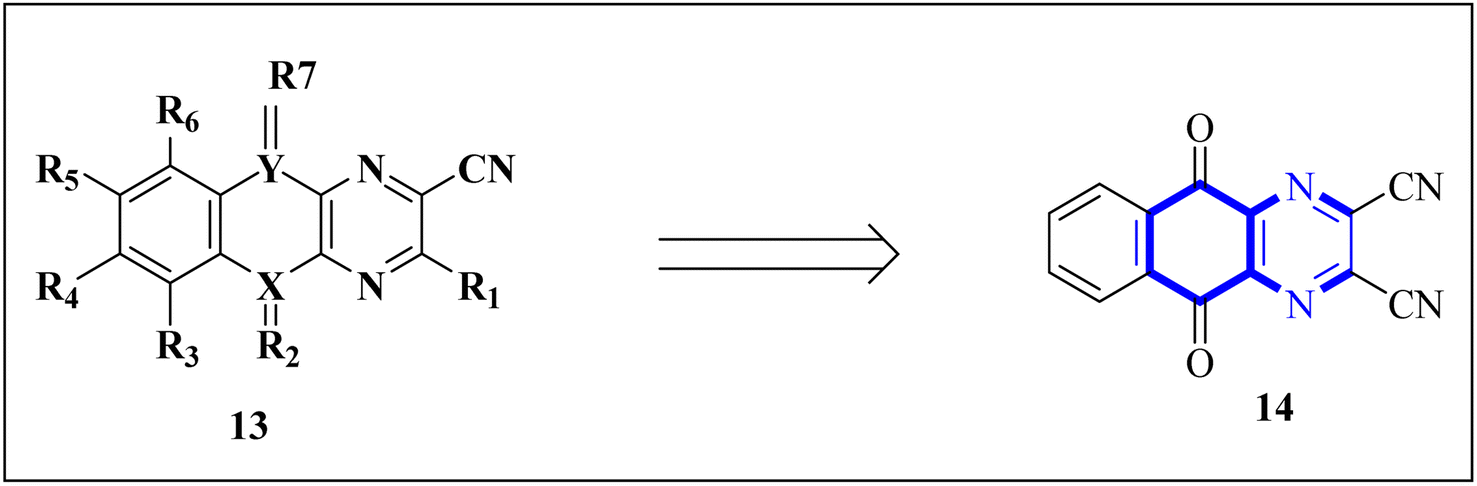 R7
R6
R5 Y N CN
R4 X N R1
R3 R2
13
O
N CN
N CN
O
14